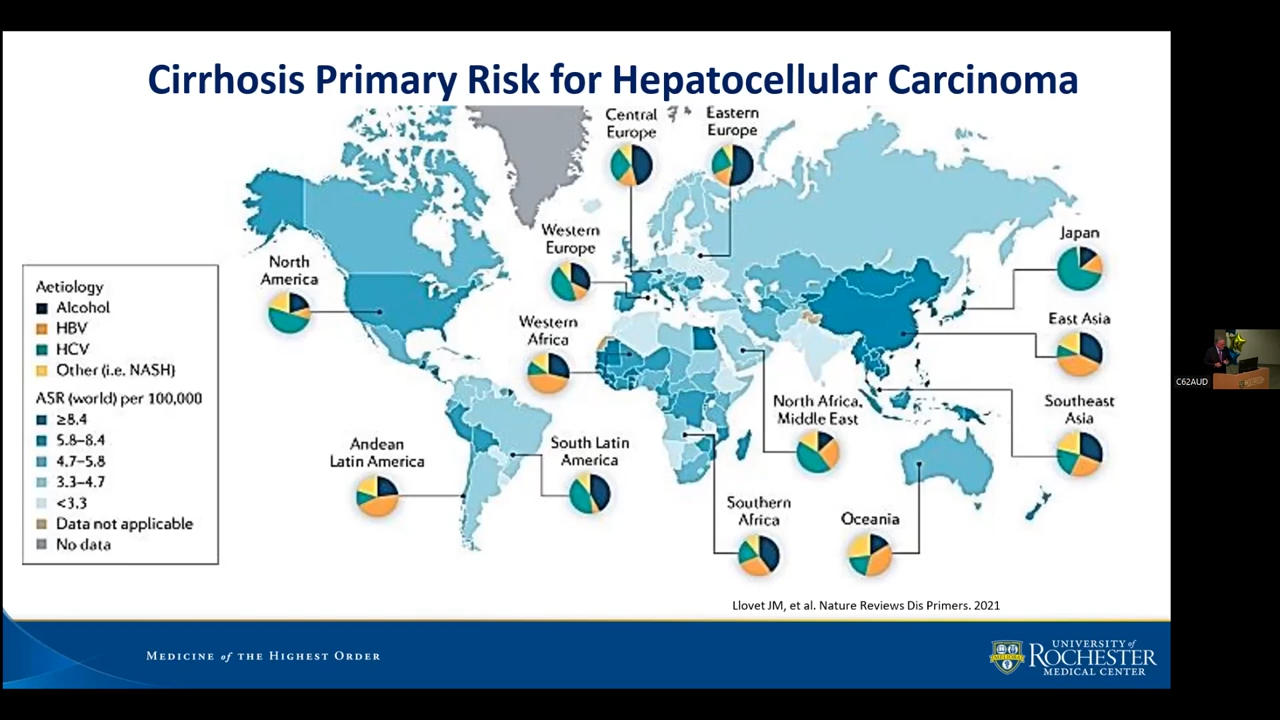 Cirrhosis Primary Risk for Hepatocellular Carcinoma
Central
Europe
Eastern
Europe
Western
Europe
Japan
North
America
Western
Africa
East Asia
North Africa,
Middle East
Southeast
Asia
Andean
Latin America
South Latin
America
Southern
Africa
Oceania
Aetiology
Alcohol
HBV
HCV
Other (i.e. NASH)
ASR (world) per 100,000
≥8.4
5.8–8.4
4.7–5.8
3.3–4.7
<3.3
Data not applicable
No data
Llovet JM, et al. Nature Reviews Dis Primers. 2021
MEDICINE of THE HIGHEST ORDER
UNIVERSITY of
ROCHESTER
MEDICAL CENTER
C62AUD